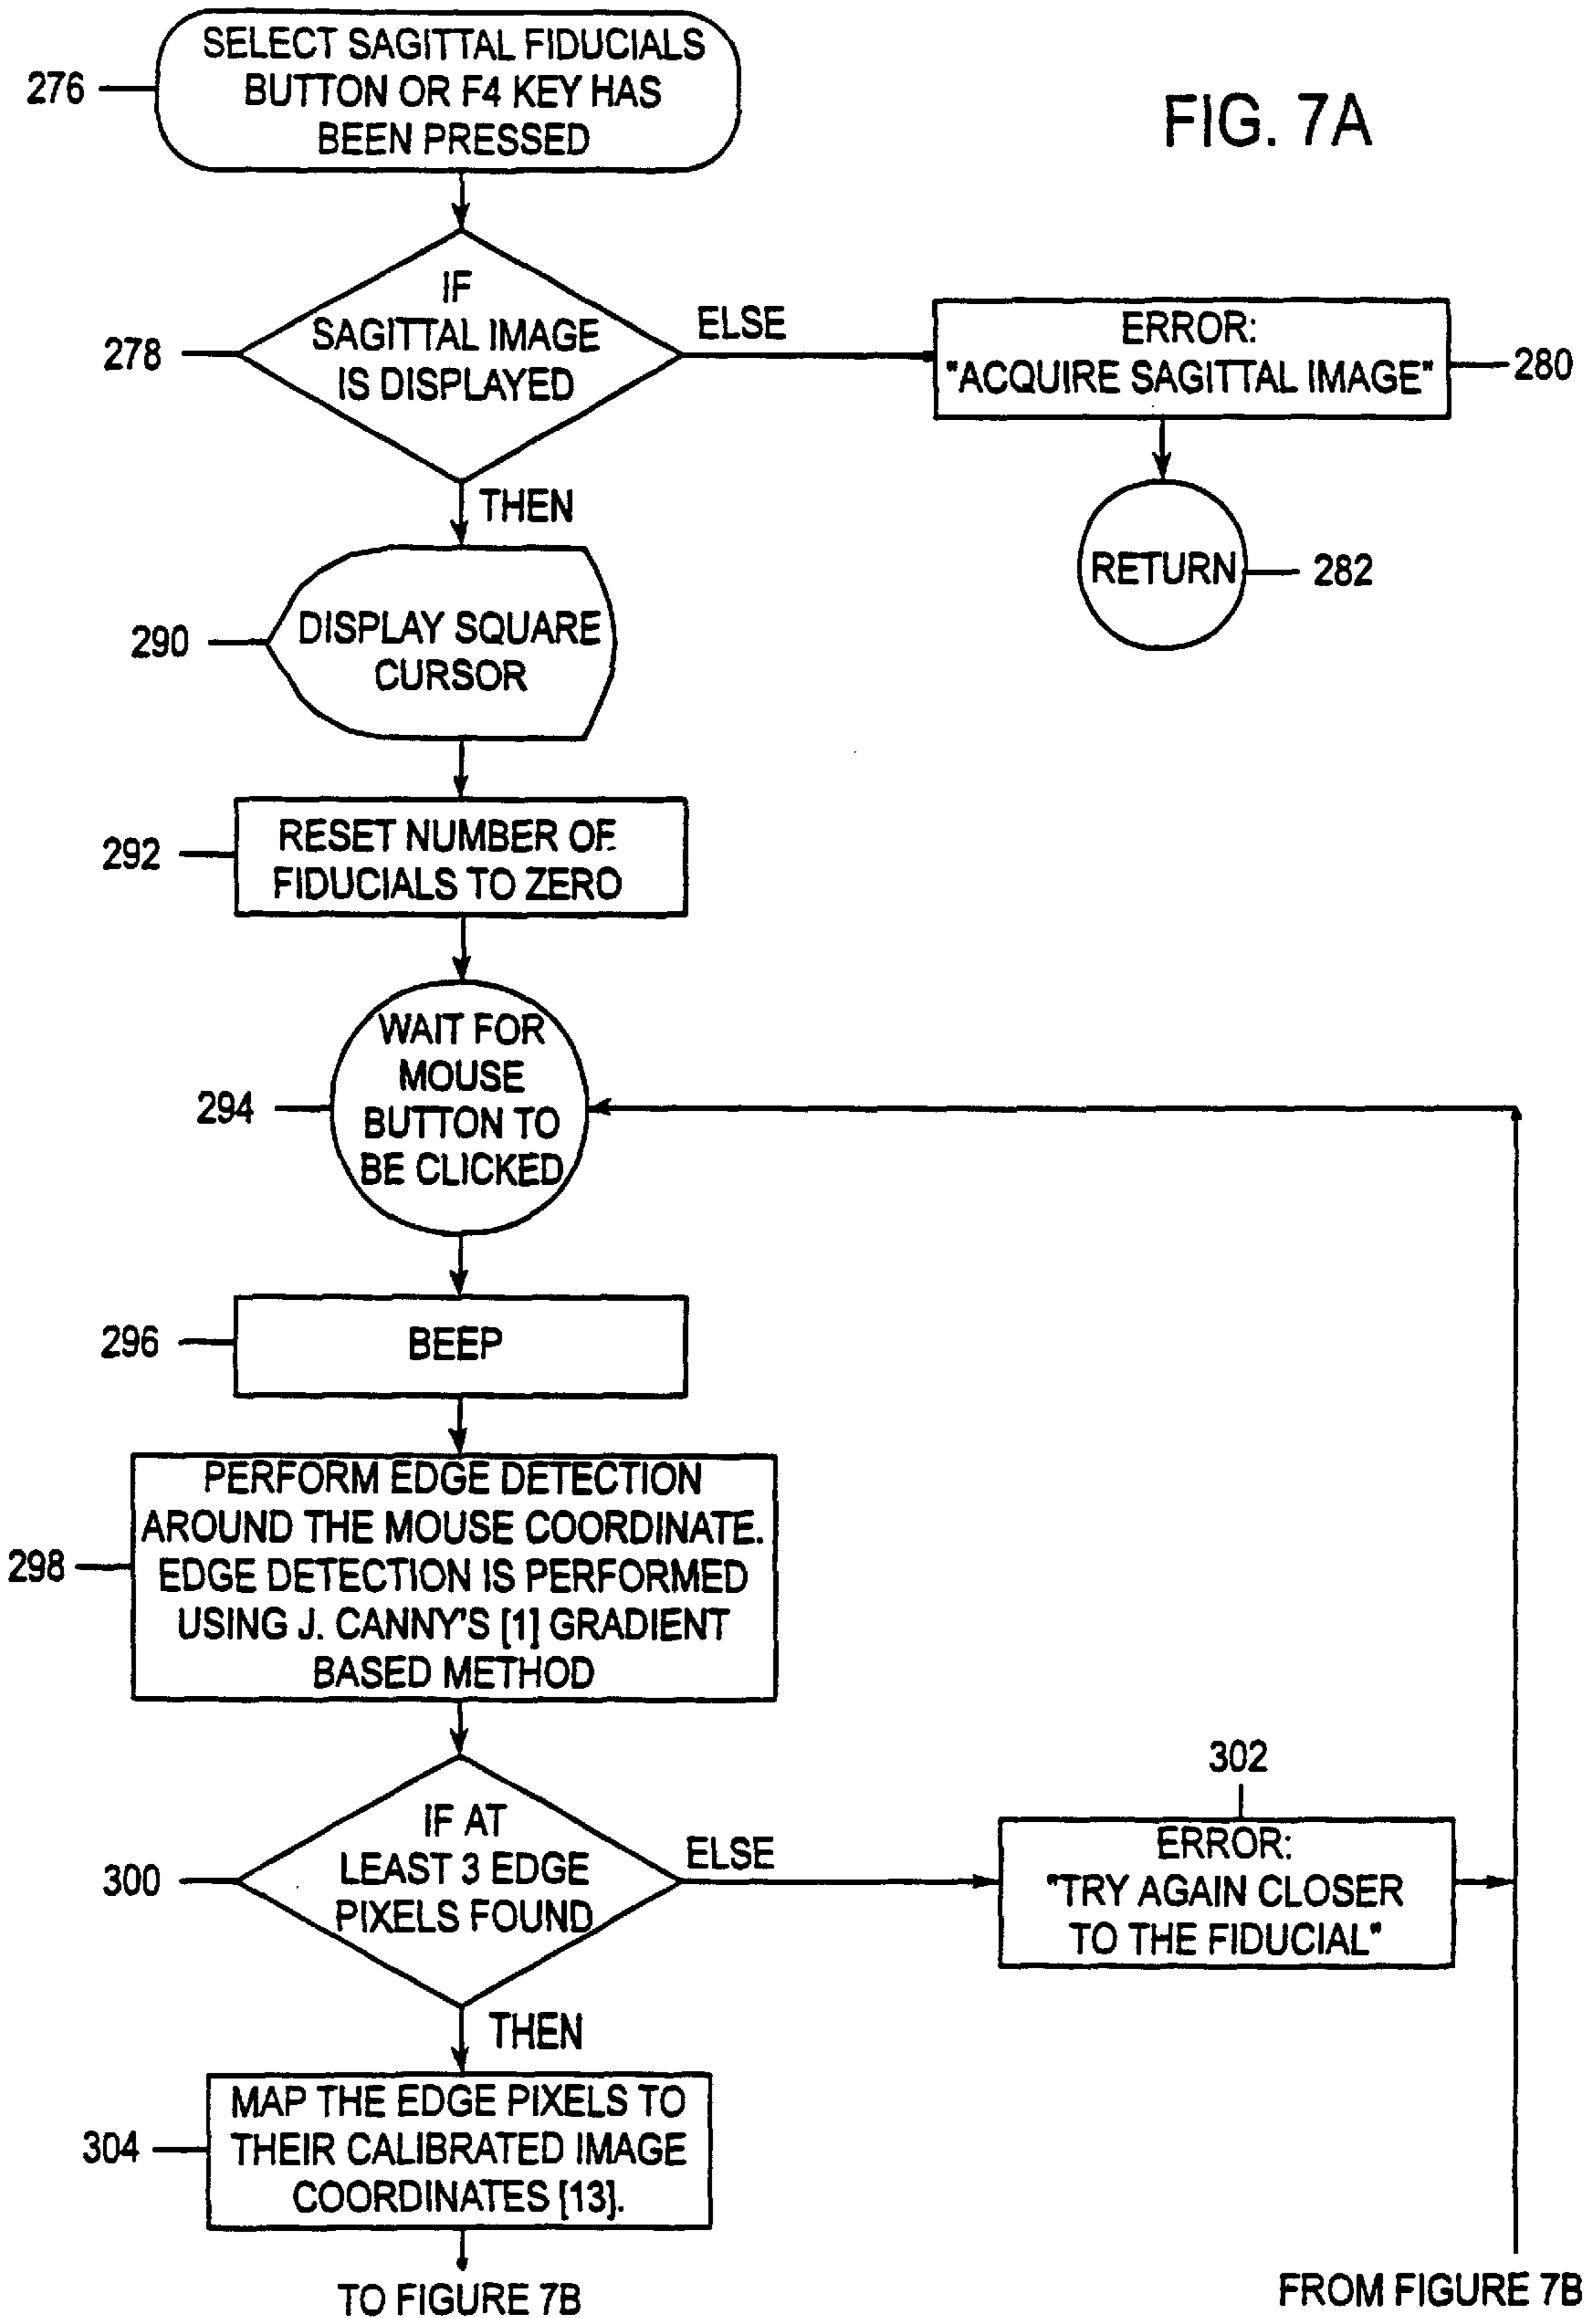 FIG. 7A
276
SELECT SAGITTAL FIDUCIALS
BUTTON OR F4 KEY HAS
BEEN PRESSED
278
IF
SAGITTAL IMAGE
IS DISPLAYED
ELSE
ERROR:
"ACQUIRE SAGITTAL IMAGE"
280
THEN
RETURN
282
290
DISPLAY SQUARE
CURSOR
292
RESET NUMBER OF
FIDUCIALS TO ZERO
294
WAIT FOR
MOUSE
BUTTON TO
BE CLICKED
296
BEEP
298
PERFORM EDGE DETECTION
AROUND THE MOUSE COORDINATE.
EDGE DETECTION IS PERFORMED
USING J. CANNY'S [1] GRADIENT
BASED METHOD
300
IF AT
LEAST 3 EDGE
PIXELS FOUND
ELSE
302
ERROR:
"TRY AGAIN CLOSER
TO THE FIDUCIAL"
THEN
304
MAP THE EDGE PIXELS TO
THEIR CALIBRATED IMAGE
COORDINATES [13].
TO FIGURE 7B
FROM FIGURE 7B